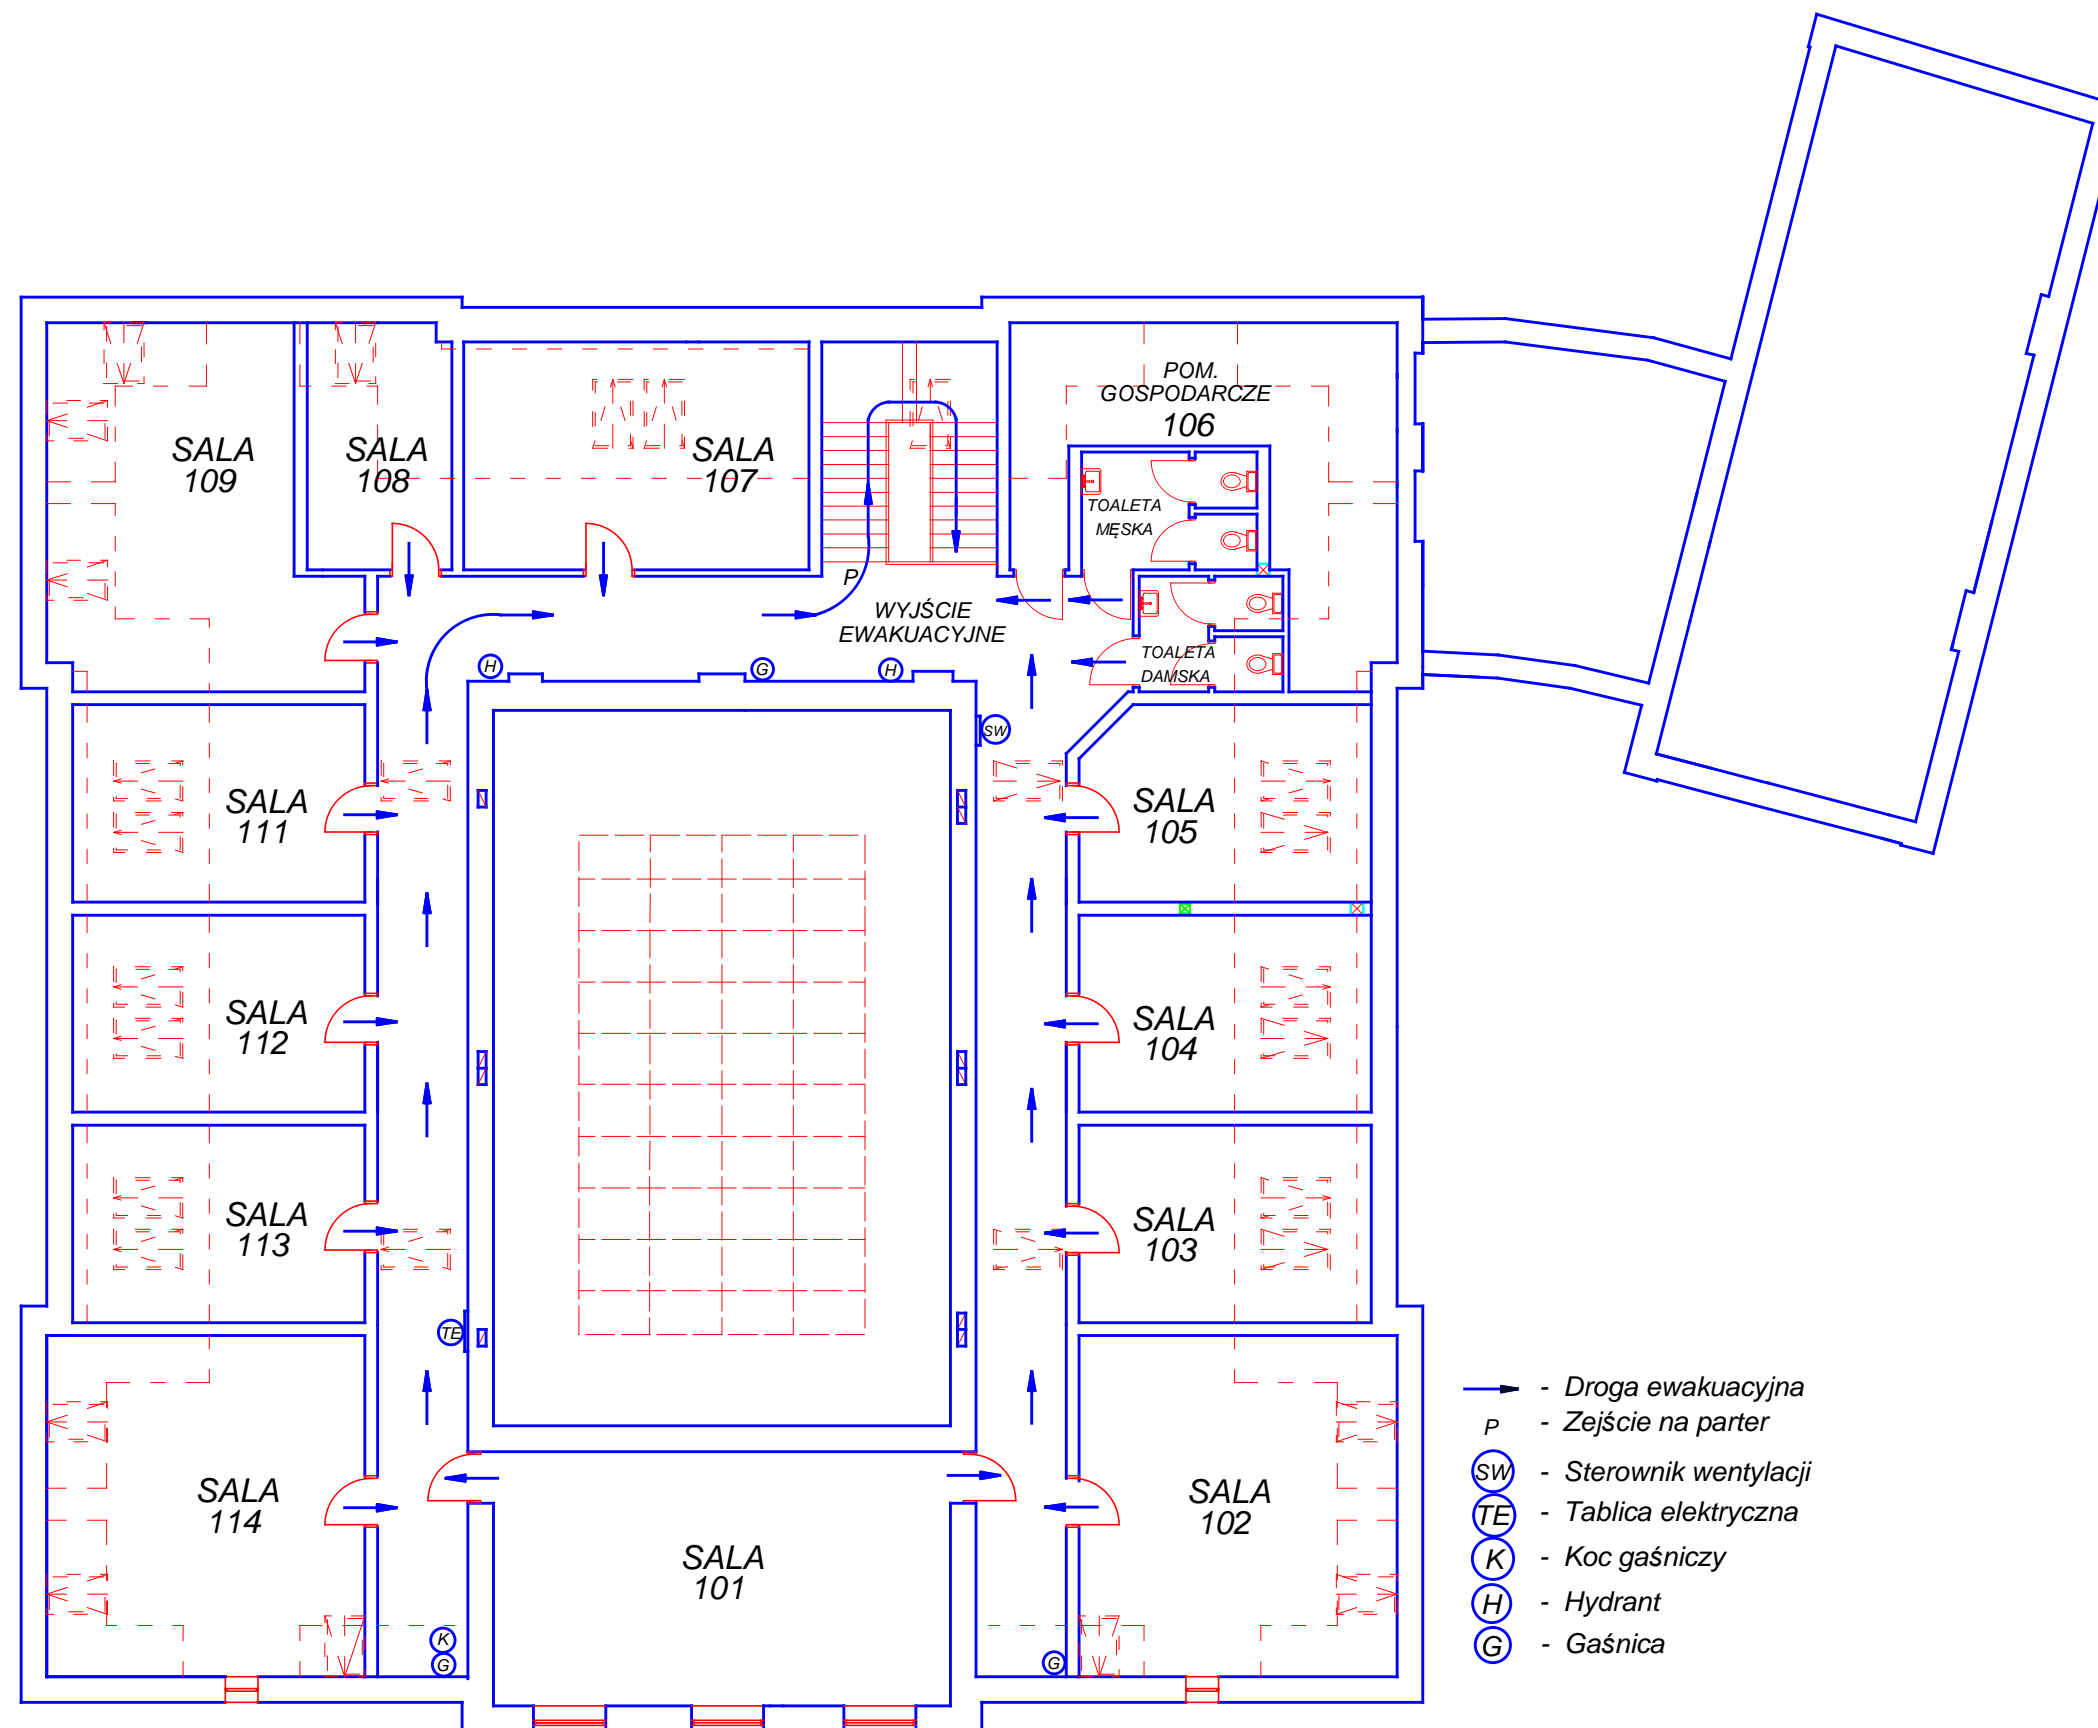 POM.
GOSPODARCZE
106
SALA
109
SALA
108
SALA
107
TOALETA
MĘSKA
P
WYJŚCIE
EWAKUACYJNE
TOALETA
DAMSKA
H
G
H
SW
SALA
111
SALA
105
SALA
112
SALA
104
SALA
113
SALA
103
TE
SALA
114
SALA
102
SALA
101
K
G
G
- Droga ewakuacyjna
P - Zejście na parter
SW - Sterownik wentylacji
TE - Tablica elektryczna
K - Koc gaśniczy
H - Hydrant
G - Gaśnica